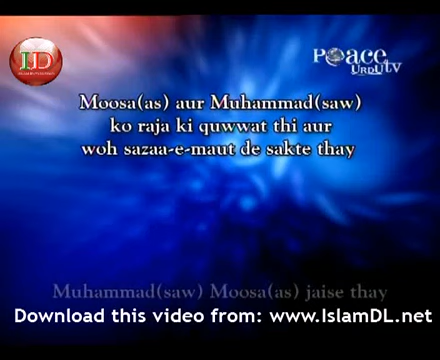 ID
Peace
URDU tv
Moosa(as) aur Muhammad(saw)
ko raja ki quwwat thi aur
woh sazaa-e-maut de sakte thay
Muhammad(saw) Moosa(as) jaise thay
Download this video from: www.IslamDL.net